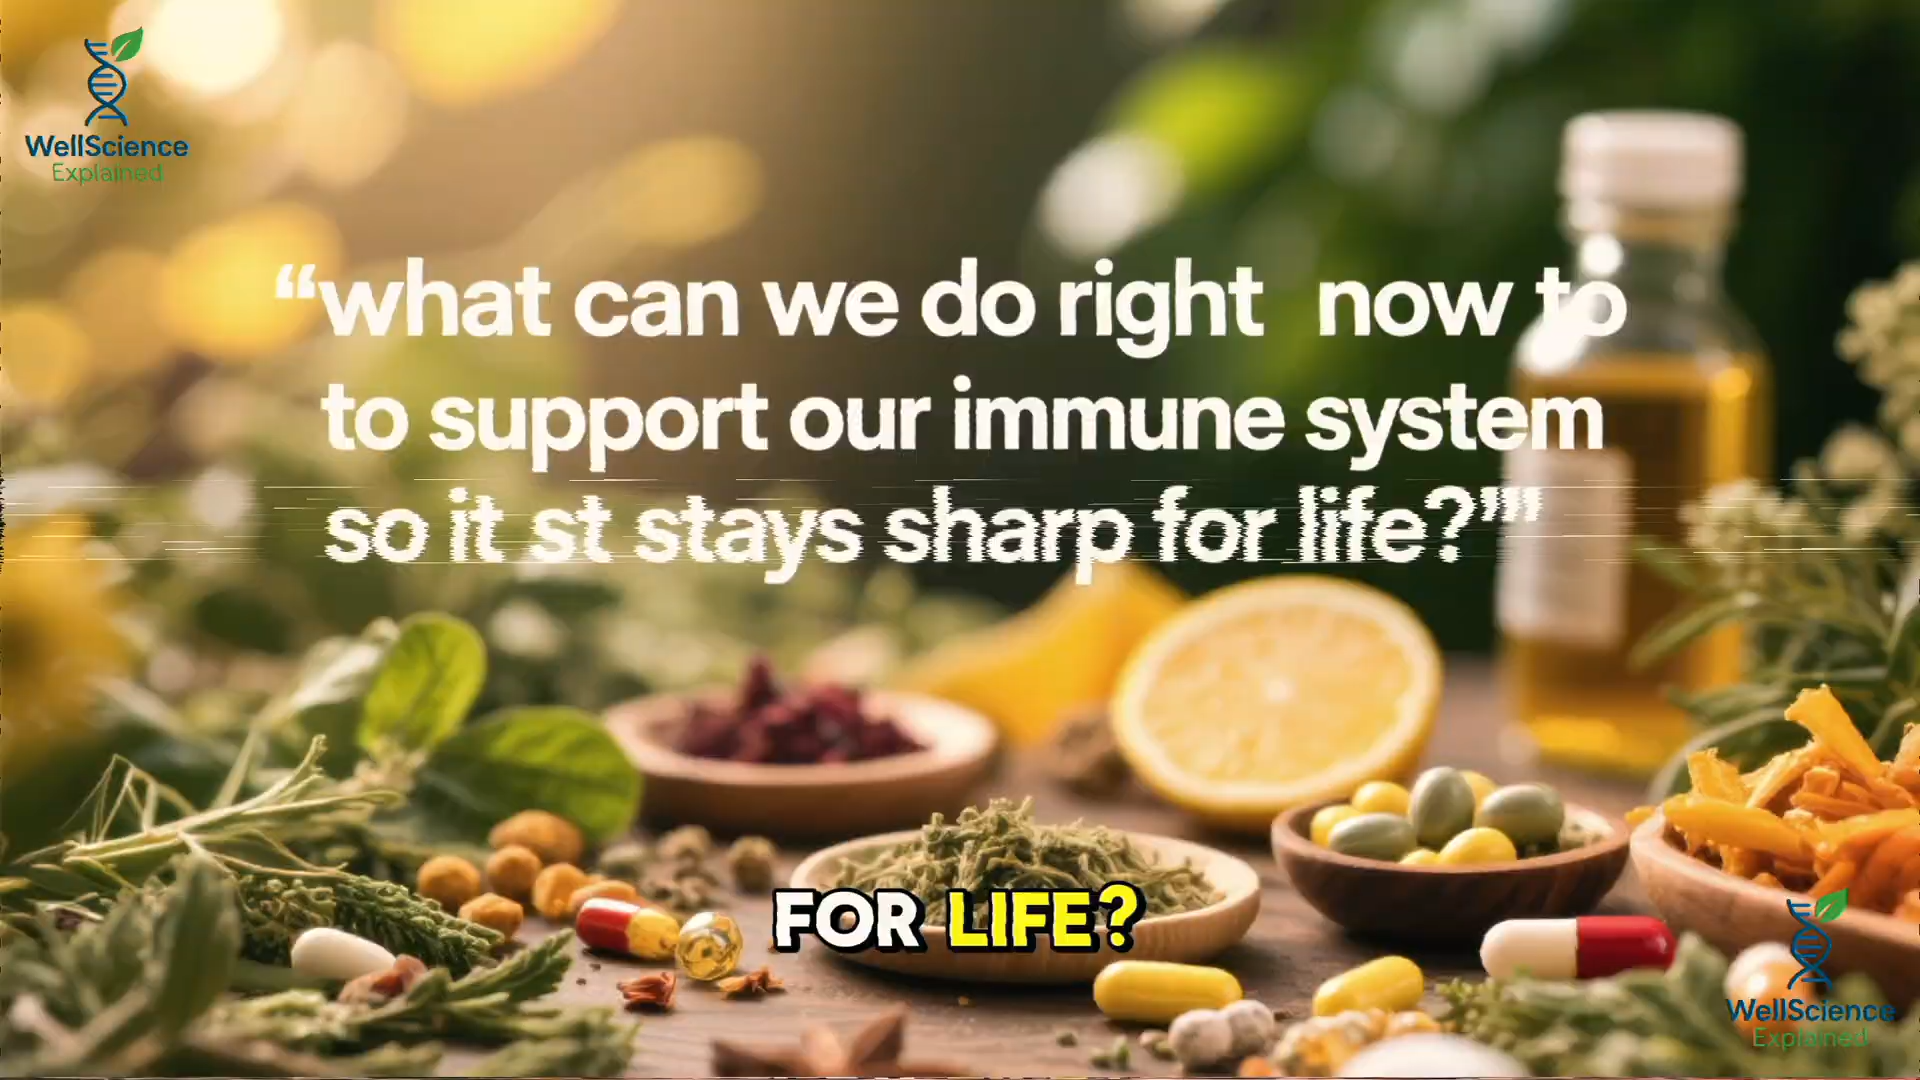 WellScience
Explained
“what can we do right now to
to support our immune system
so it st stays sharp for life?”’
FOR LIFE?
WellScience
Explained